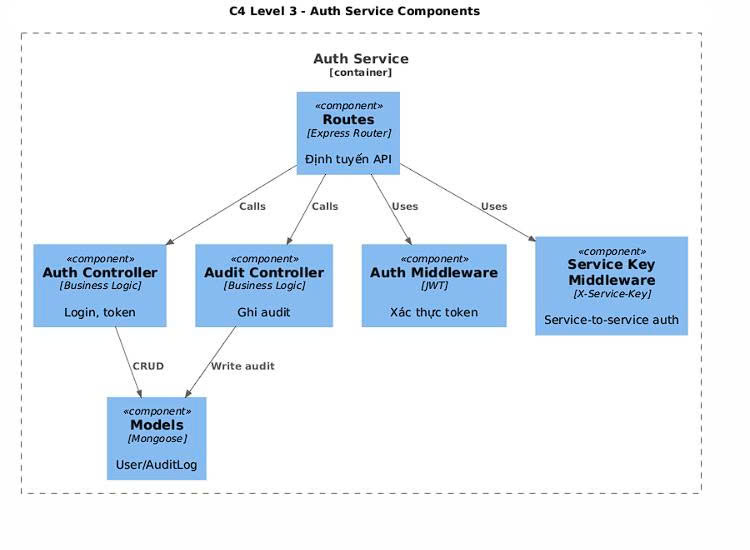 C4 Level 3 - Auth Service Components
Auth Service
[container]
«component»
Routes
[Express Router]
Định tuyến API
Calls
Calls
Uses
Uses
«component»
Auth Controller
[Business Logic]
Login, token
«component»
Audit Controller
[Business Logic]
Ghi audit
«component»
Auth Middleware
[JWT]
Xác thực token
«component»
Service Key
Middleware
[X-Service-Key]
Service-to-service auth
CRUD
Write audit
«component»
Models
[Mongoose]
User/AuditLog